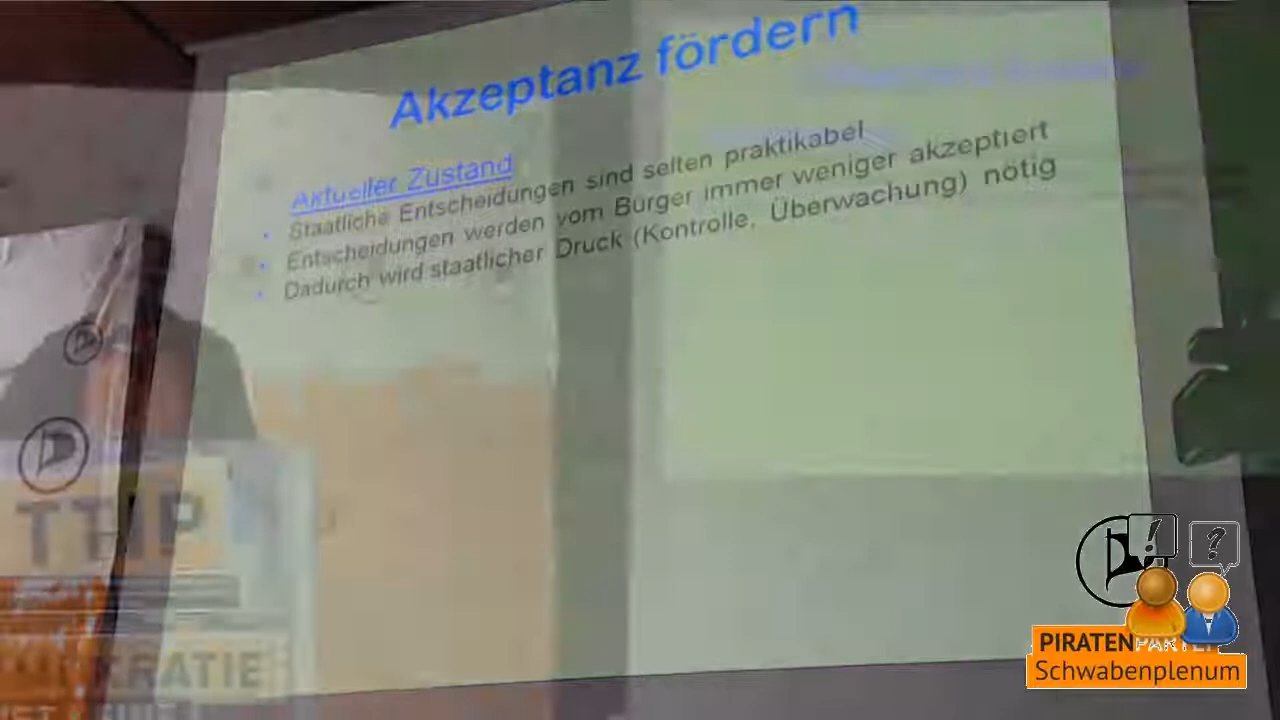 Akzeptanz fördern
Aktueller Zustand
• Staatliche Entscheidungen sind selten praktikabel
• Entscheidungen werden vom Bürger immer weniger akzeptiert
• Dadurch wird staatlicher Druck (Kontrolle, Überwachung) nötig
TTIP
KRATIE
! ?
PIRATENPARTEI
Schwabenplenum